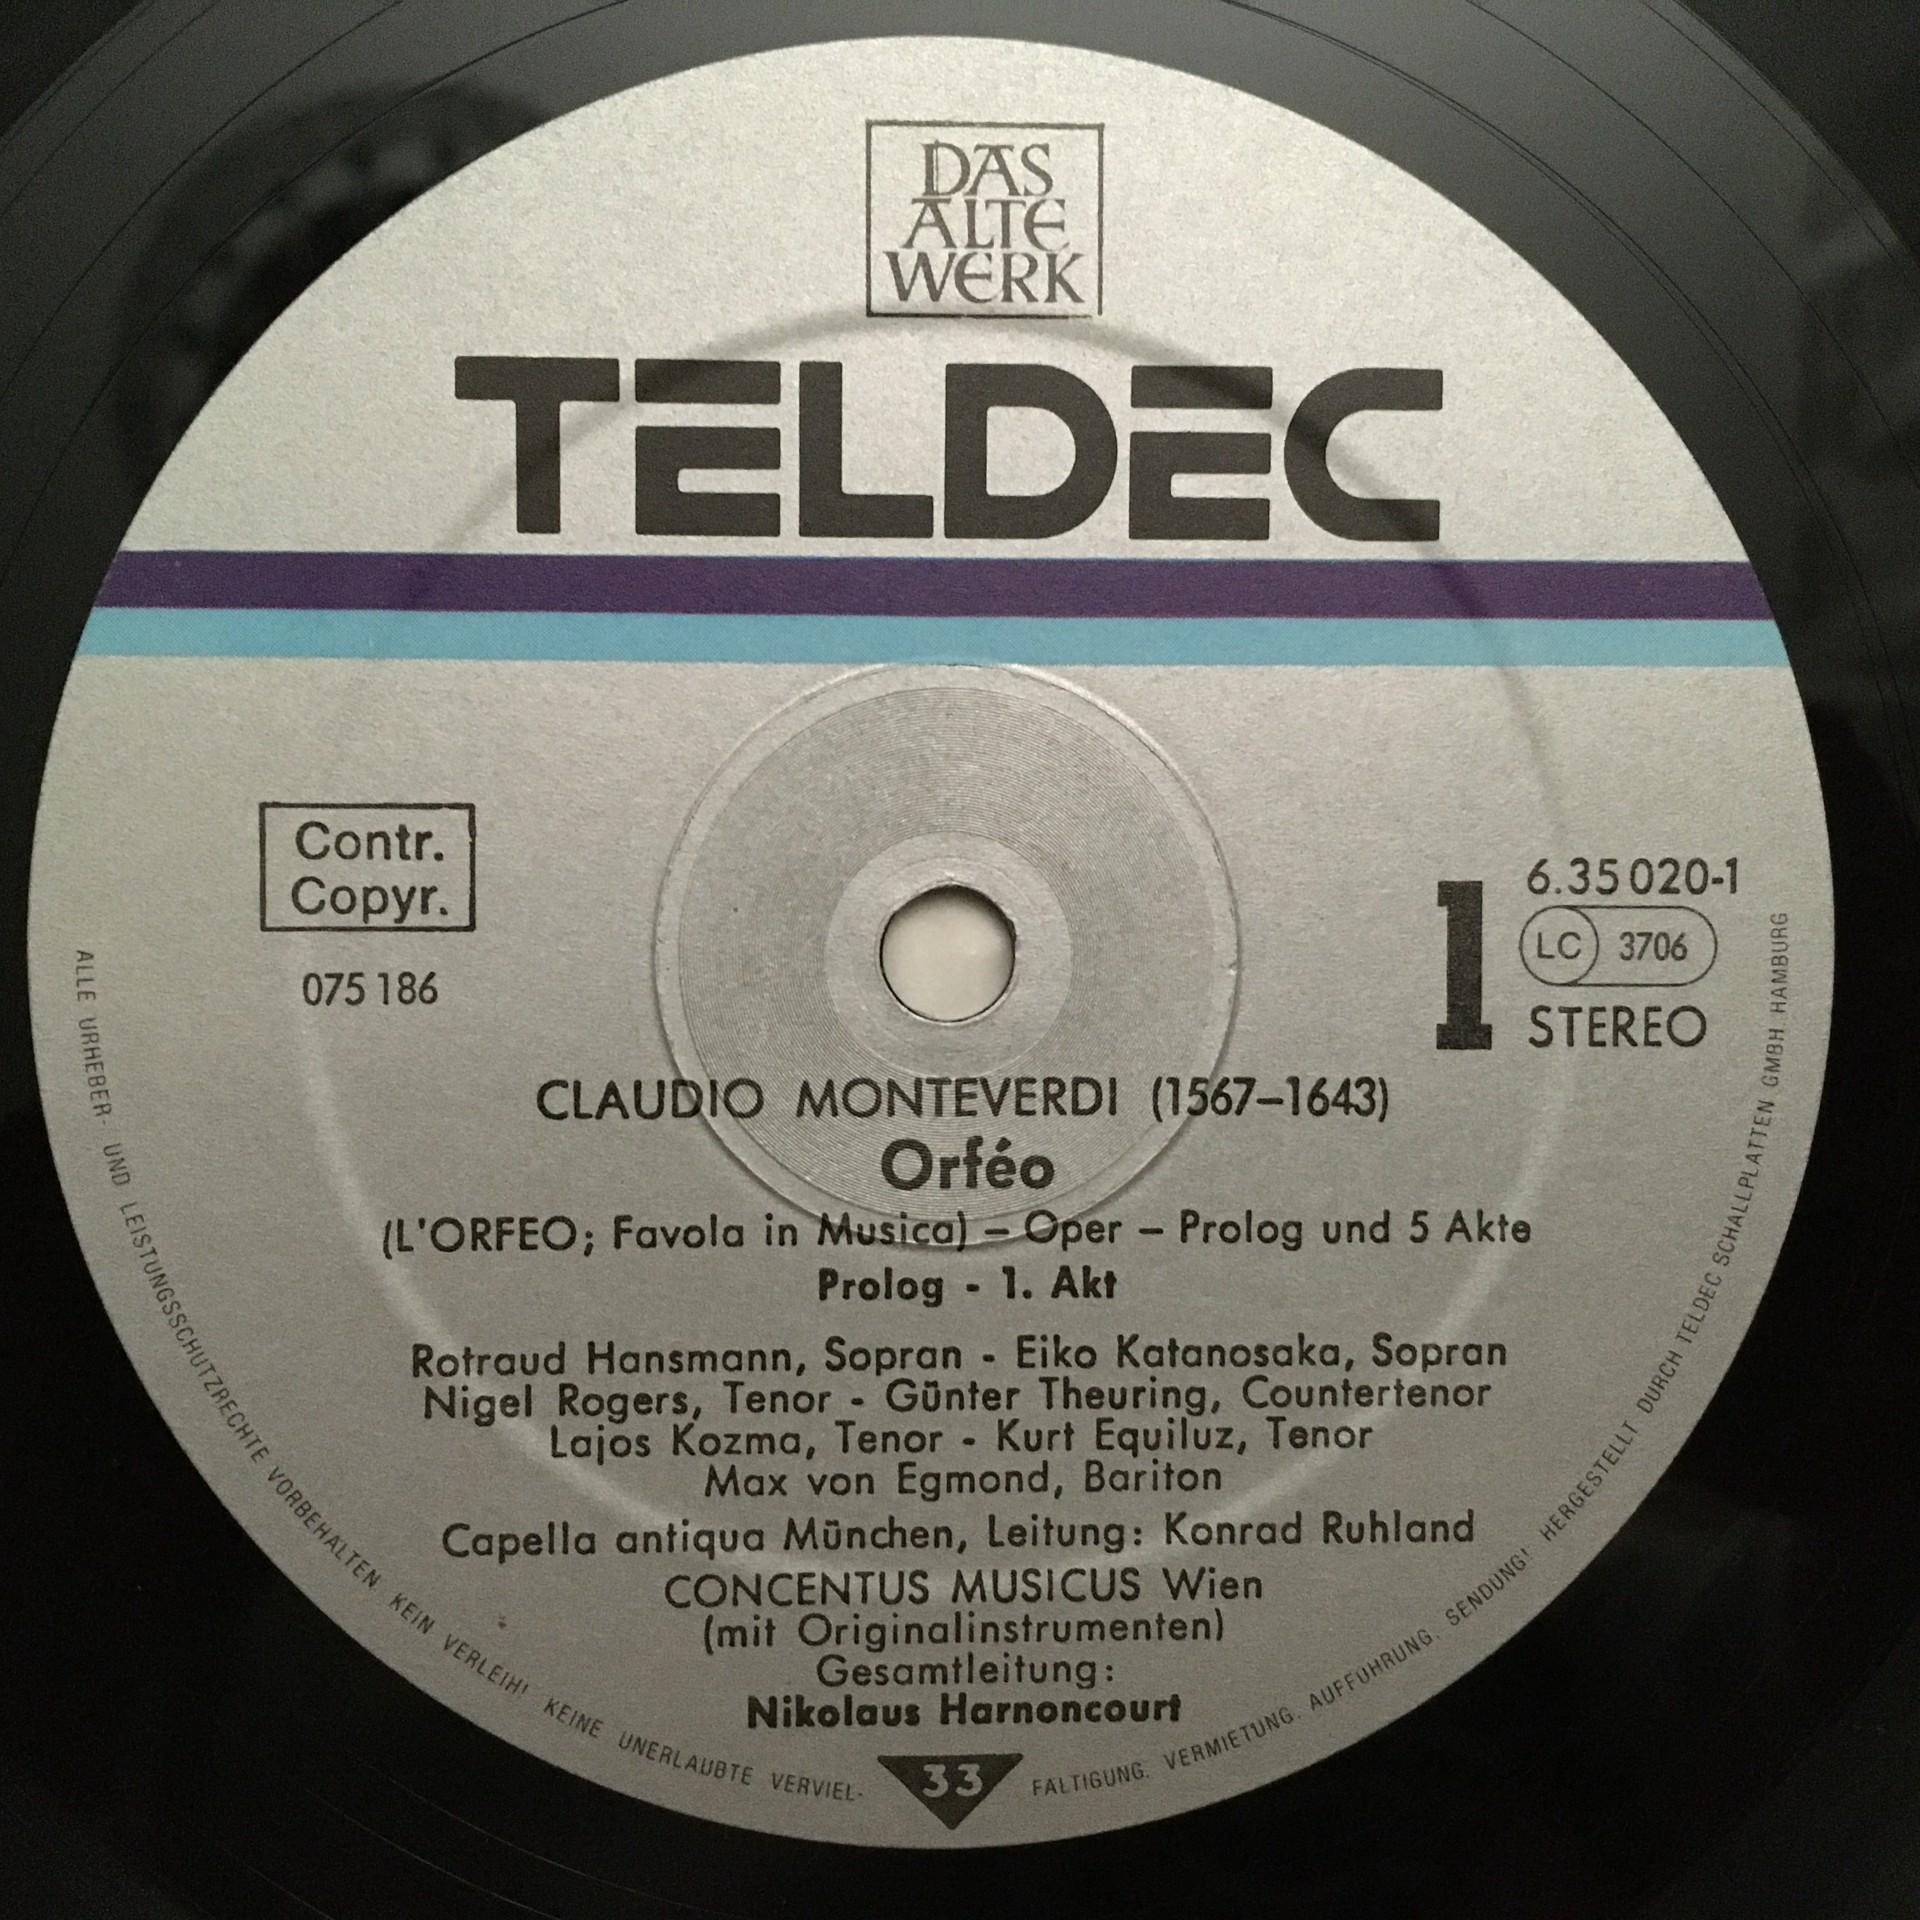 DAS
ALTE
WERK
TELDEC
Contr.
Copyr.
075 186
1
6.35 020-1
LC 3706
STEREO
CLAUDIO MONTEVERDI (1567–1643)
Orféo
(L'ORFEO; Favola in Musica) – Oper – Prolog und 5 Akte
Prolog - 1. Akt
Rotraud Hansmann, Sopran - Eiko Katanosaka, Sopran
Nigel Rogers, Tenor - Günter Theuring, Countertenor
Lajos Kozma, Tenor - Kurt Equiluz, Tenor
Max von Egmond, Bariton
Capella antiqua München, Leitung: Konrad Ruhland
CONCENTUS MUSICUS Wien
(mit Originalinstrumenten)
Gesamtleitung:
Nikolaus Harnoncourt
33
ALLE URHEBER- UND LEISTUNGSSCHUTZRECHTE VORBEHALTEN. KEIN VERLEIH! KEINE UNERLAUBTE VERVIEL- FALTIGUNG. VERMIETUNG. AUFFUHRUNG. SENDUNG! HERGESTELLT DURCH TELDEC SCHALLPLATTEN GMBH. HAMBURG